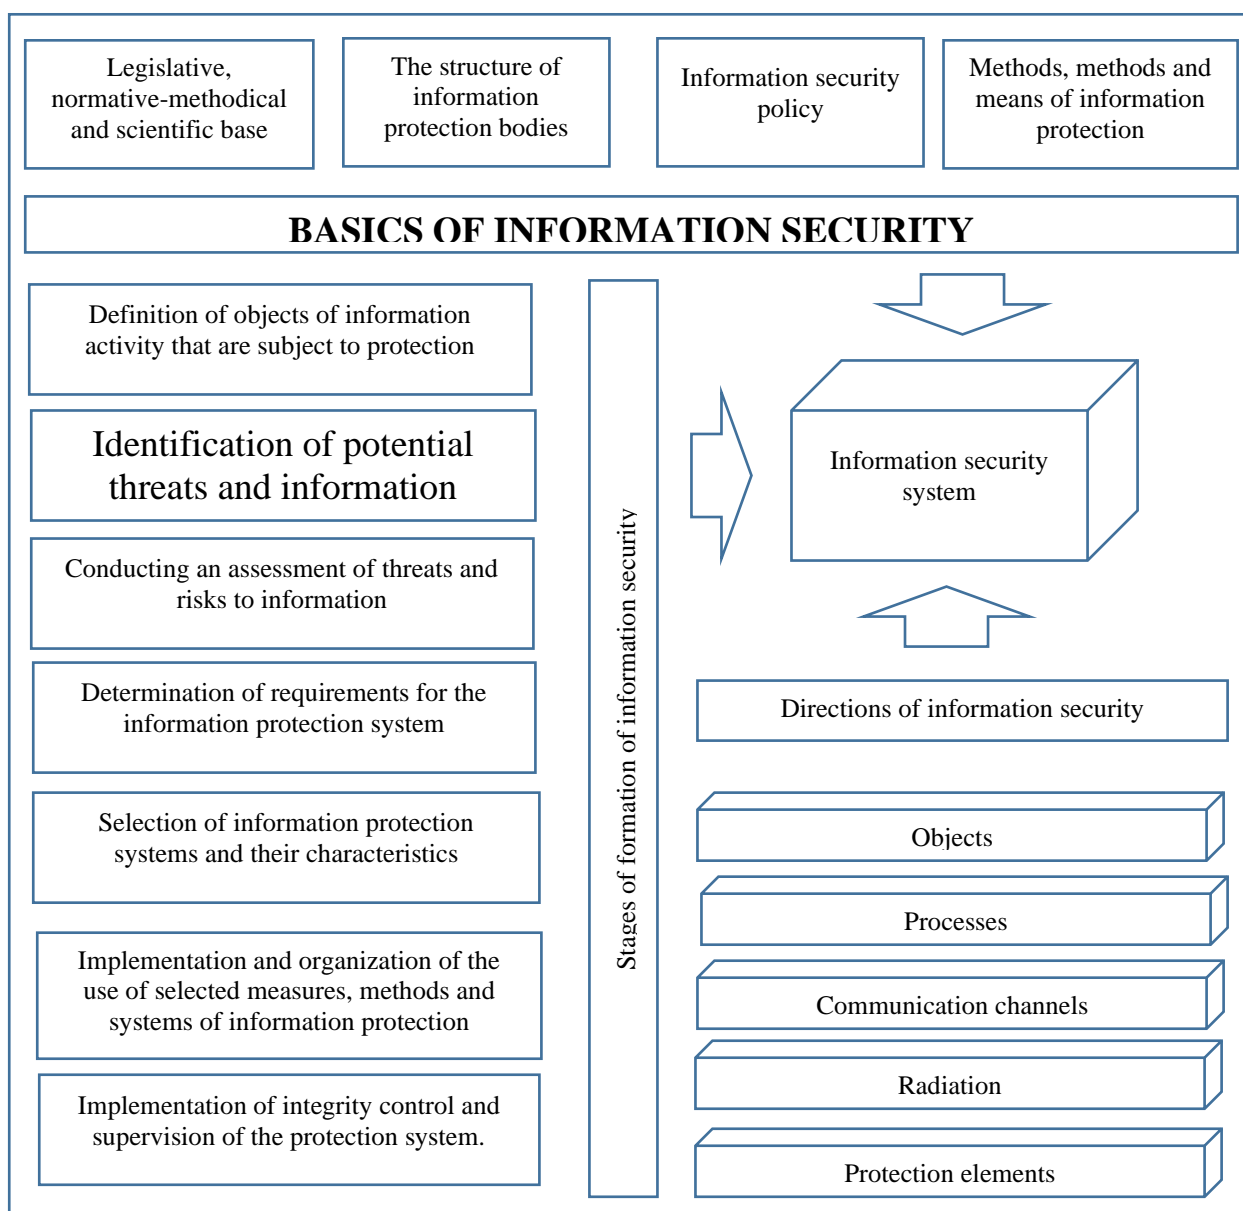 Legislative,
normative-methodical
and scientific base
The structure of
information
protection bodies
Information security
policy
Methods, methods and
means of information
protection
BASICS OF INFORMATION SECURITY
Definition of objects of information
activity that are subject to protection
Identification of potential
threats and information
Conducting an assessment of threats and
risks to information
Determination of requirements for the
information protection system
Selection of information protection
systems and their characteristics
Implementation and organization of the
use of selected measures, methods and
systems of information protection
Implementation of integrity control and
supervision of the protection system.
Stages of formation of information security
Information security
system
Directions of information security
Objects
Processes
Communication channels
Radiation
Protection elements